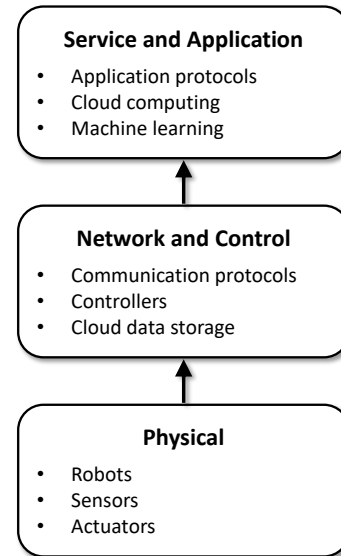 Service and Application
• Application protocols
• Cloud computing
• Machine learning
Network and Control
• Communication protocols
• Controllers
• Cloud data storage
Physical
• Robots
• Sensors
• Actuators